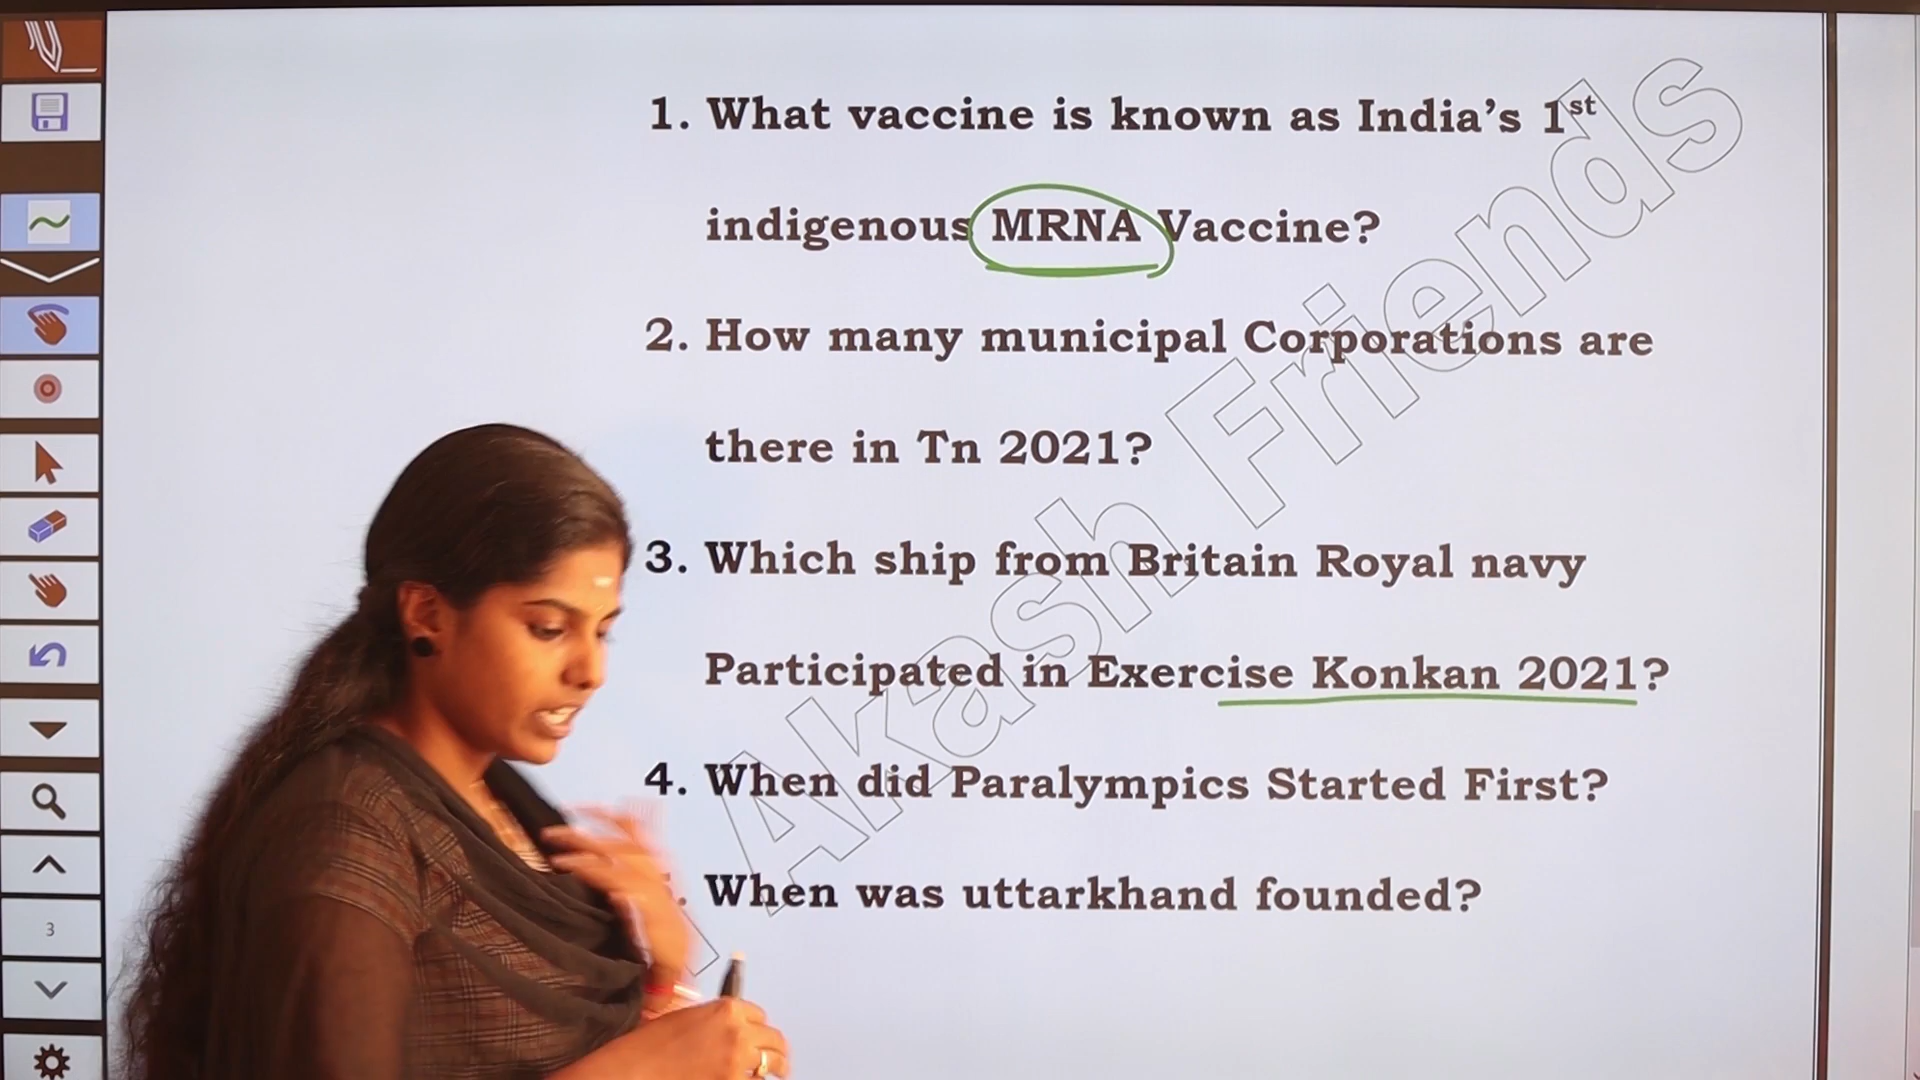 1. What vaccine is known as India's 1st
indigenous MRNA Vaccine?
2. How many municipal Corporations are
there in Tn 2021?
3. Which ship from Britain Royal navy
Participated in Exercise Konkan 2021?
4. When did Paralympics Started First?
. When was uttarkhand founded?
Akash Friends
3